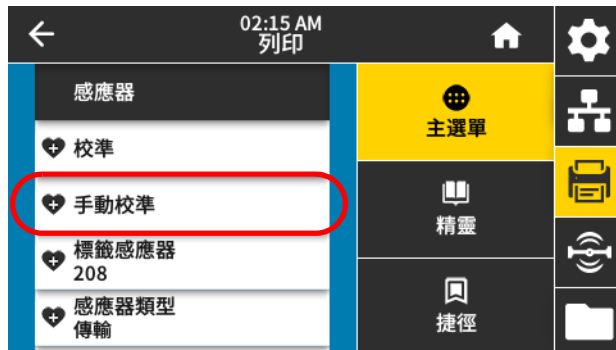 02:15 AM
列印
感應器
校準
手動校準
標籤感應器
208
感應器類型
傳輸
主選單
精靈
捷徑